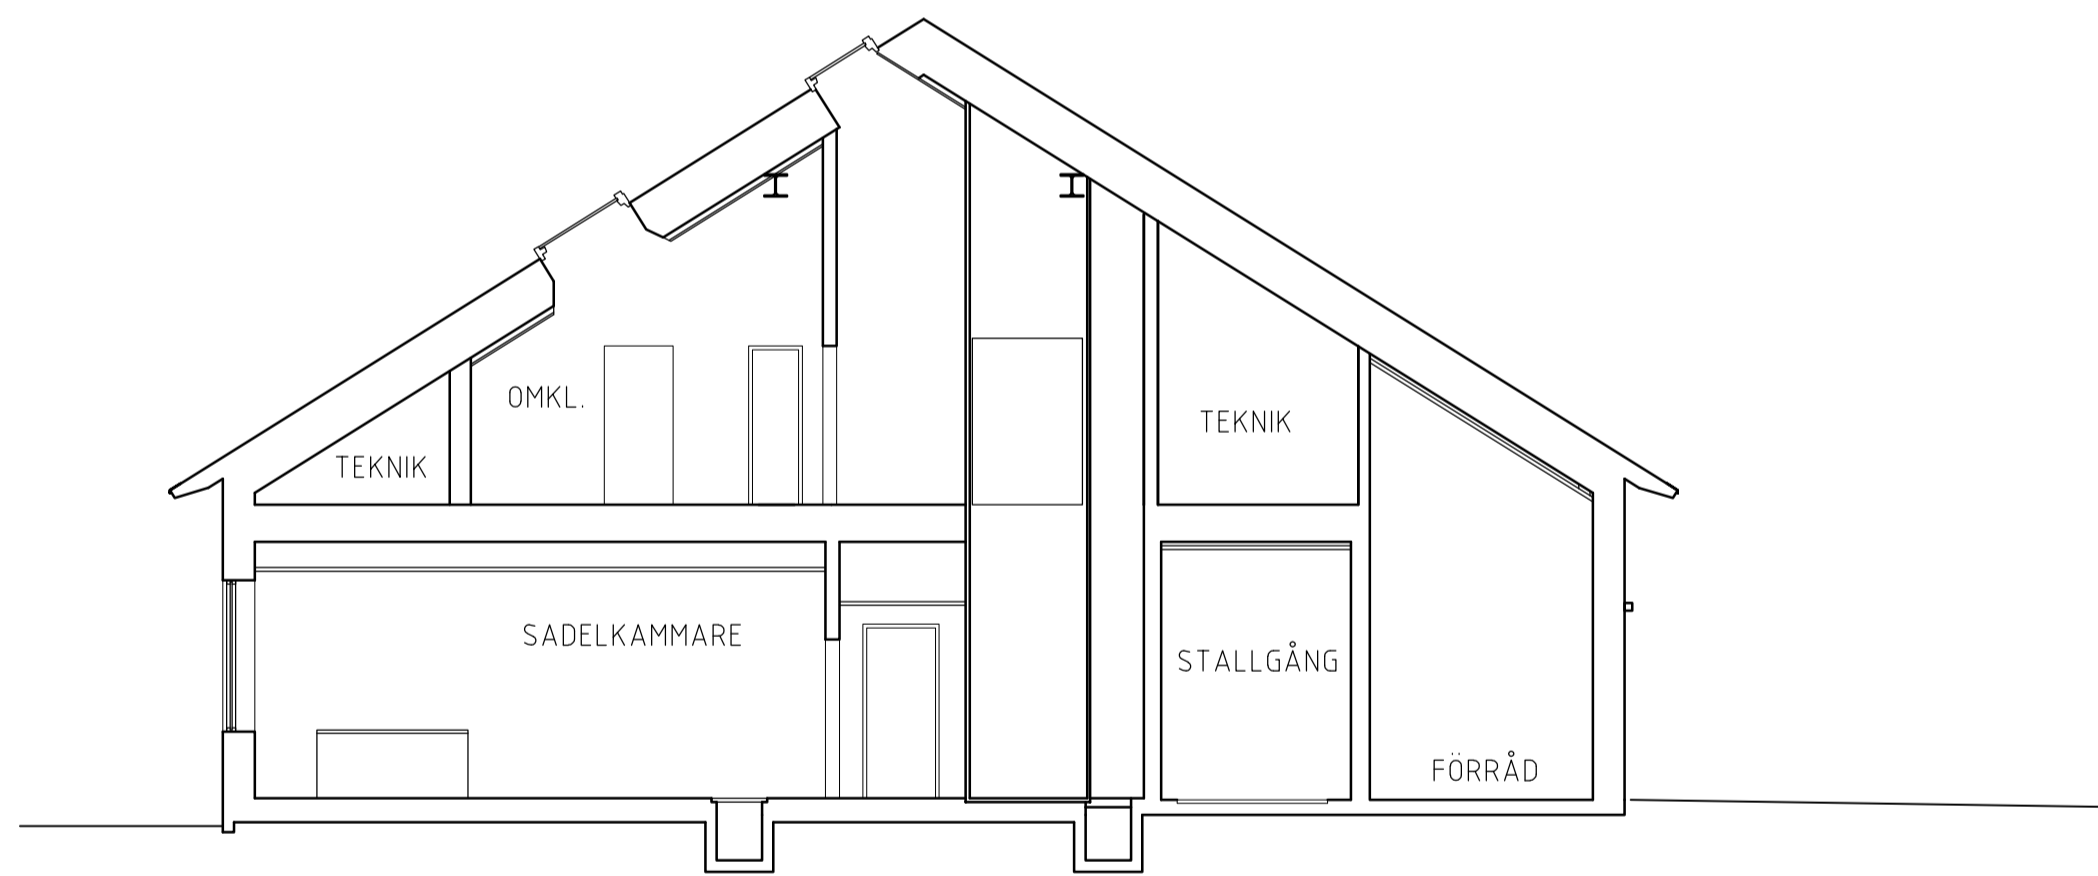 OMKL.
TEKNIK
TEKNIK
SADELKAMMARE
STALLGÅNG
FÖRRÅD